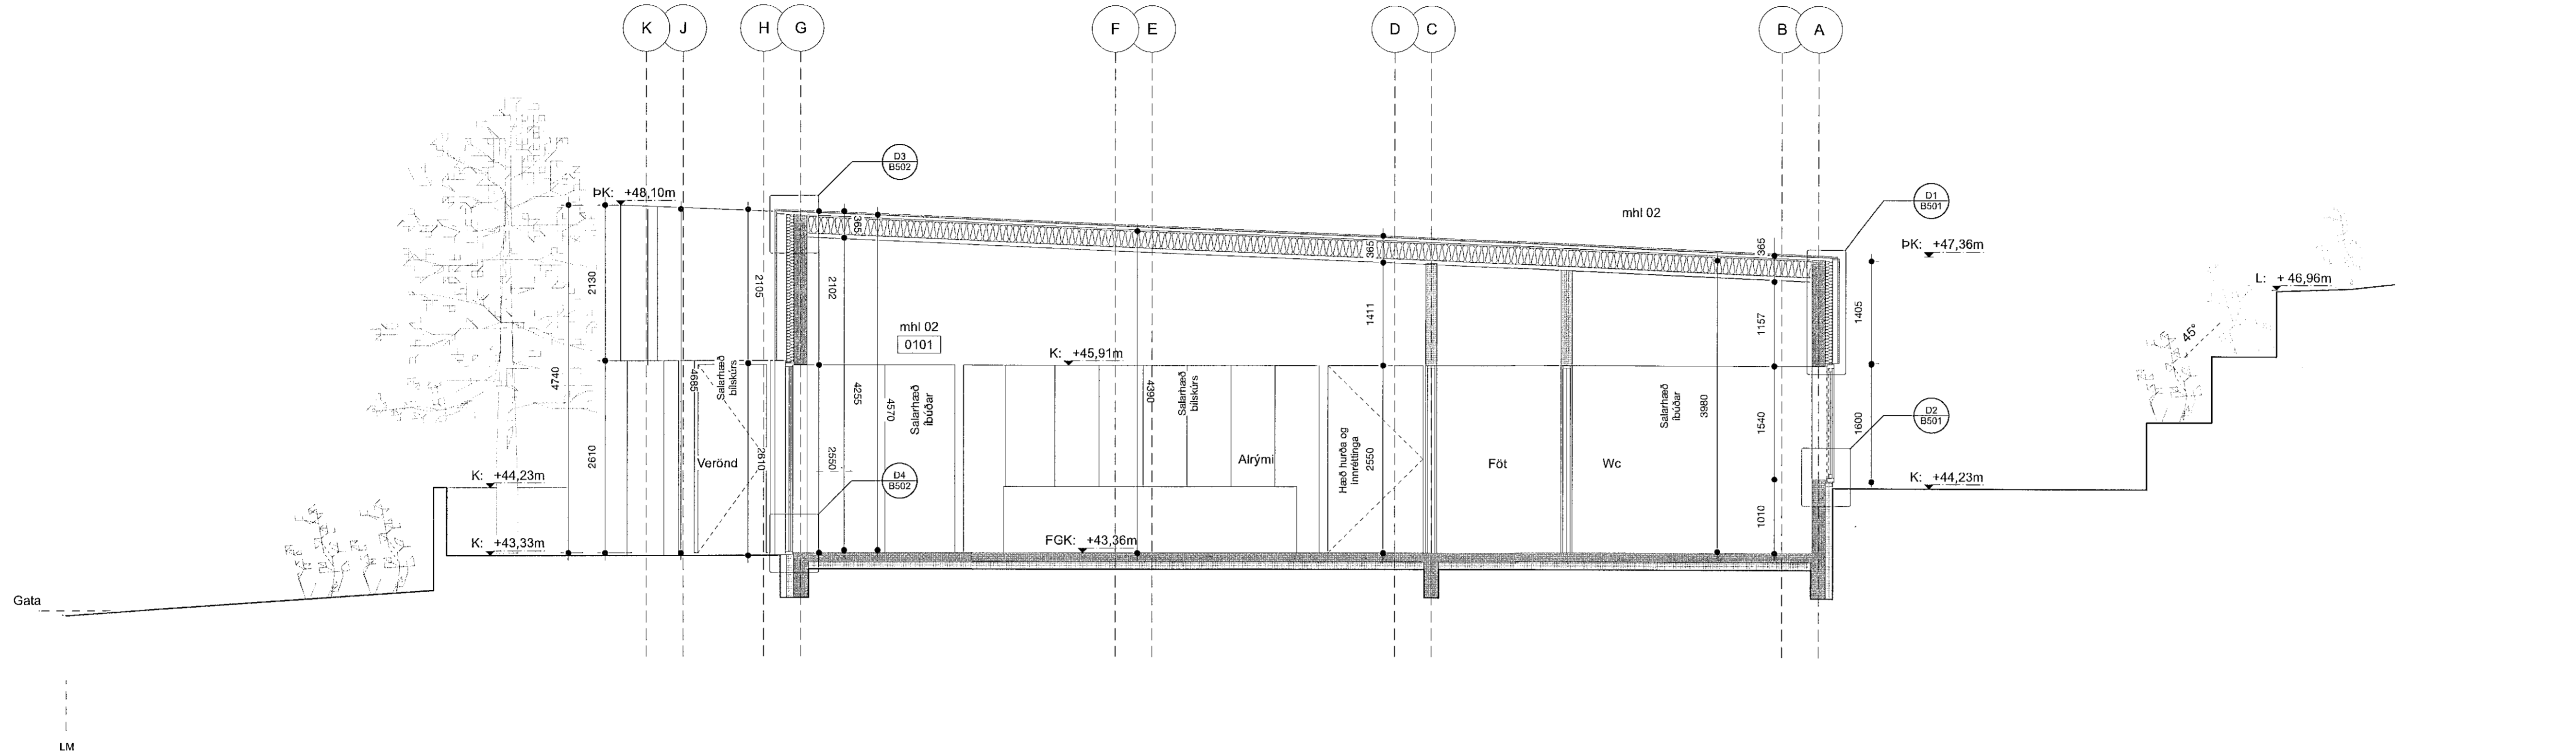 K
J
H
G
F
E
D
C
B
A
D3
B502
D1
B501
ÞK: +48,10m
mhl 02
ÞK: +47,36m
L: + 46,96m
45°
365
365
365
2130
2105
2102
1411
1157
1405
mhl 02
0101
K: +45,91m
4740
4685
Salarhæð
bílskúrs
4255
4570
Salarhæð
íbúðar
4390
Salarhæð
bílskúrs
Salarhæð
íbúðar
3980
1540
1600
D2
B501
2610
Verönd
2610
2550
D4
B502
Alrými
Hæð hurða og
innréttinga
2550
Föt
Wc
K: +44,23m
K: +44,23m
1010
K: +43,33m
FGK: +43,36m
Gata
LM